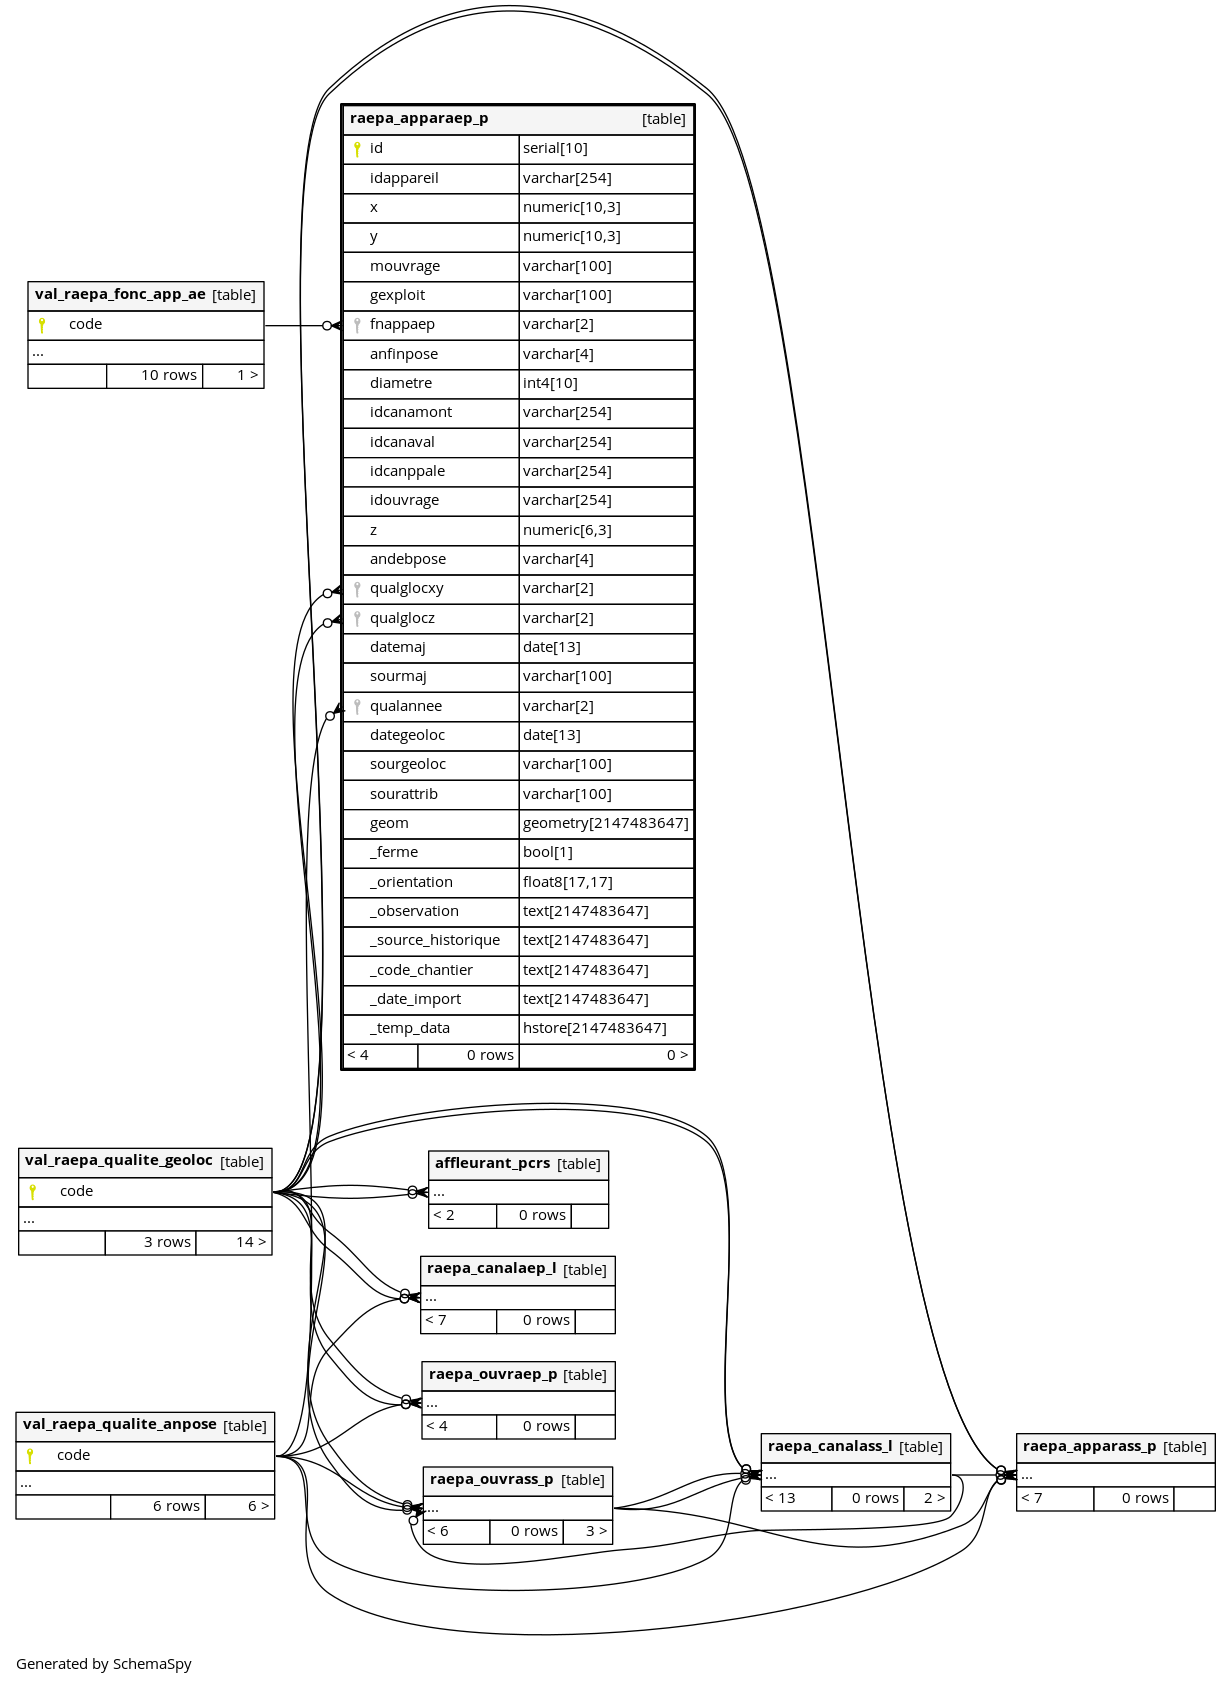 raepa_apparaep_p [table]
id serial[10]
idappareil varchar[254]
x numeric[10,3]
y numeric[10,3]
mouvrage varchar[100]
gexploit varchar[100]
fnappaep varchar[2]
anfinpose varchar[4]
diametre int4[10]
idcanamont varchar[254]
idcanaval varchar[254]
idcanppale varchar[254]
idouvrage varchar[254]
z numeric[6,3]
andebpose varchar[4]
qualglocxy varchar[2]
qualglocz varchar[2]
datemaj date[13]
sourmaj varchar[100]
qualannee varchar[2]
dategeoloc date[13]
sourgeoloc varchar[100]
sourattrib varchar[100]
geom geometry[2147483647]
_ferme bool[1]
_orientation float8[17,17]
_observation text[2147483647]
_source_historique text[2147483647]
_code_chantier text[2147483647]
_date_import text[2147483647]
_temp_data hstore[2147483647]
< 4 0 rows 0 >
val_raepa_fonc_app_ae [table]
code
...
10 rows 1 >
val_raepa_qualite_geoloc [table]
code
...
3 rows 14 >
affleurant_pcrs [table]
...
< 2 0 rows
raepa_canalaep_l [table]
...
< 7 0 rows
raepa_ouvraep_p [table]
...
< 4 0 rows
val_raepa_qualite_anpose [table]
code
...
6 rows 6 >
raepa_ouvrass_p [table]
...
< 6 0 rows 3 >
raepa_canalass_l [table]
...
< 13 0 rows 2 >
raepa_apparass_p [table]
...
< 7 0 rows
Generated by SchemaSpy